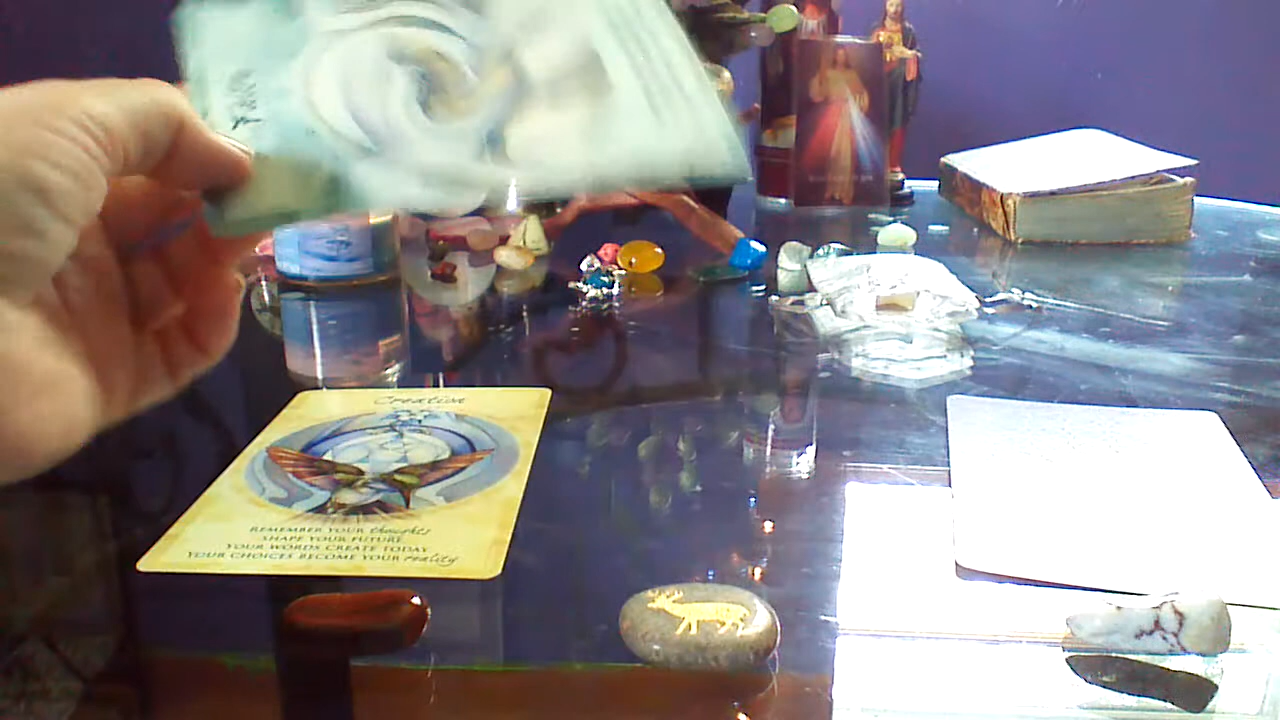 Creation
REMEMBER YOUR thoughts
SHAPE YOUR FUTURE
YOUR WORDS CREATE TODAY
YOUR CHOICES BECOME YOUR reality